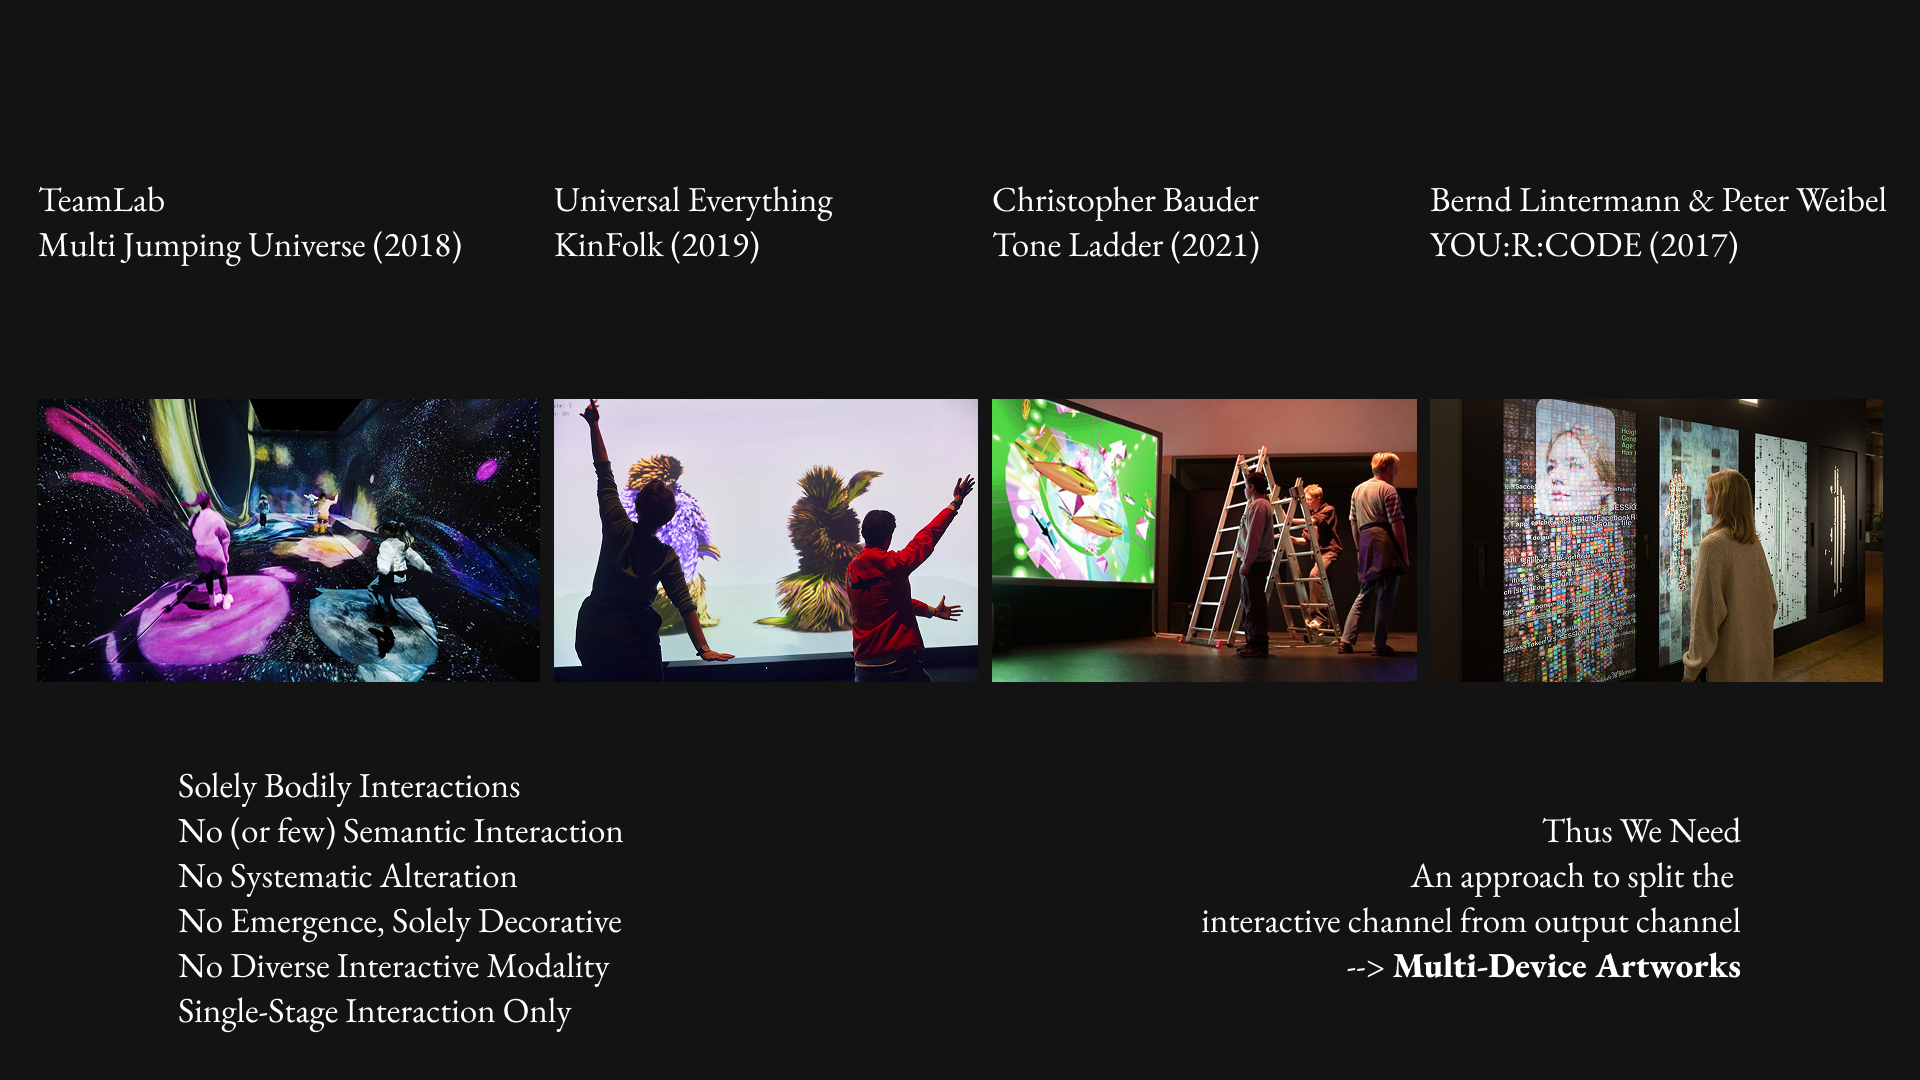 TeamLab
Multi Jumping Universe (2018)
Universal Everything
KinFolk (2019)
Christopher Bauder
Tone Ladder (2021)
Bernd Lintermann & Peter Weibel
YOU:R:CODE (2017)
Solely Bodily Interactions
No (or few) Semantic Interaction
No Systematic Alteration
No Emergence, Solely Decorative
No Diverse Interactive Modality
Single-Stage Interaction Only
Thus We Need
An approach to split the
interactive channel from output channel
--> Multi-Device Artworks